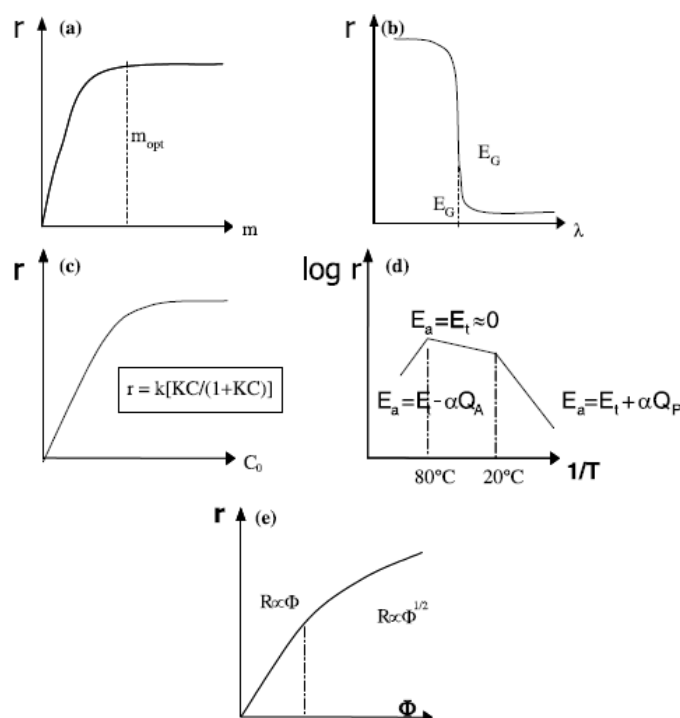 r (a)
m_opt
m
r (b)
E_G
E_G
λ
r (c)
r = k[KC/(1+KC)]
C_0
log r (d)
E_a=E_t≈0
E_a=E_t-αQ_A
E_a=E_t+αQ_P
80°C 20°C 1/T
r (e)
R∝Φ
R∝Φ^1/2
Φ